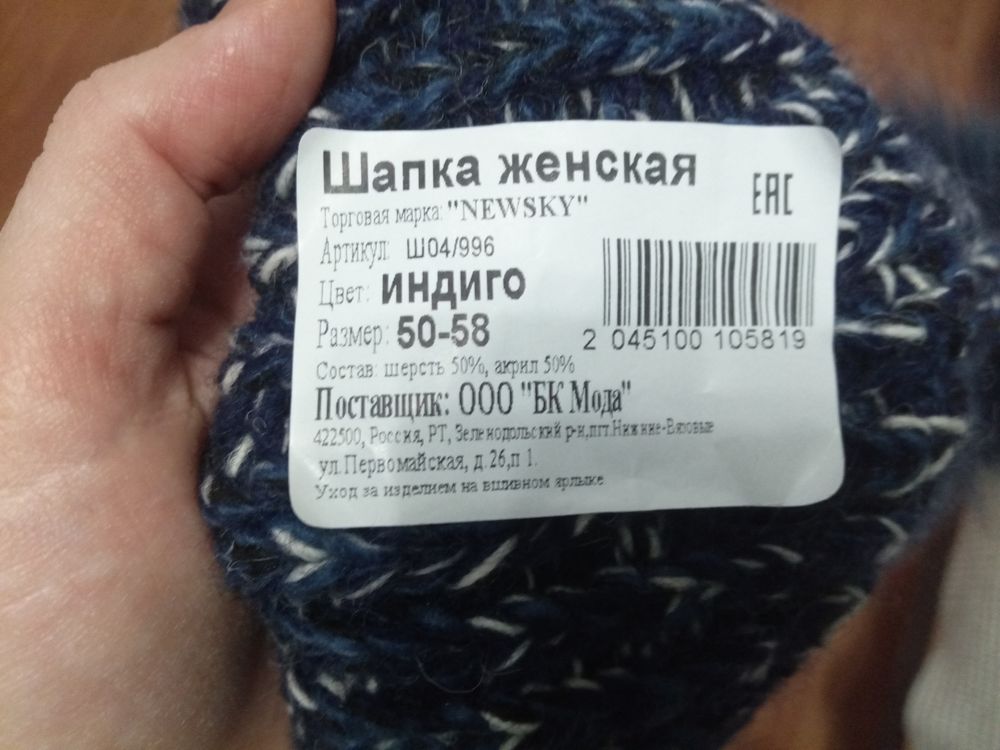 Шапка женская
ЕАС
Торговая марка: "NEWSKY"
Артикул: Ш04/996
Цвет: индиго
Размер: 50-58
2 045100 105819
Состав: шерсть 50%, акрил 50%
Поставщик: ООО "БК Мода"
422500, Россия, РТ, Зеленодольский р-н,пгт.Нижние-Вязовые
ул.Первомайская, д.26,п 1.
Уход за изделием на вшивном ярлыке